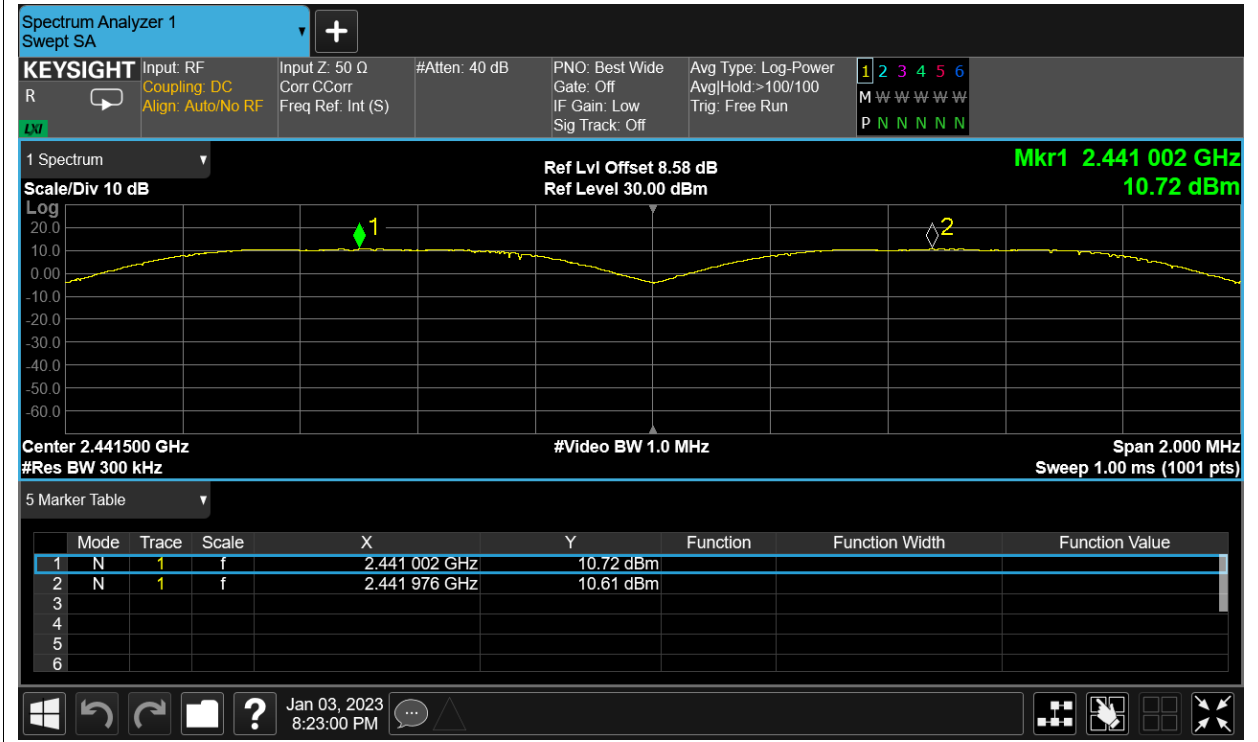 Spectrum Analyzer 1
Swept SA
+
KEYSIGHT
R
LXI
Input: RF
Coupling: DC
Align: Auto/No RF
Input Z: 50 Ω
Corr CCorr
Freq Ref: Int (S)
#Atten: 40 dB
PNO: Best Wide
Gate: Off
IF Gain: Low
Sig Track: Off
Avg Type: Log-Power
Avg|Hold:>100/100
Trig: Free Run
1 2 3 4 5 6
M W W W W W
P N N N N N
1 Spectrum
Scale/Div 10 dB
Ref Lvl Offset 8.58 dB
Ref Level 30.00 dBm
Mkr1 2.441 002 GHz
10.72 dBm
Log
20.0
10.0
0.00
-10.0
-20.0
-30.0
-40.0
-50.0
-60.0
1
2
Center 2.441500 GHz
#Video BW 1.0 MHz
Span 2.000 MHz
#Res BW 300 kHz
Sweep 1.00 ms (1001 pts)
5 Marker Table
Mode Trace Scale X Y Function Function Width Function Value
1 N 1 f 2.441 002 GHz 10.72 dBm
2 N 1 f 2.441 976 GHz 10.61 dBm
3
4
5
6
?
Jan 03, 2023
8:23:00 PM